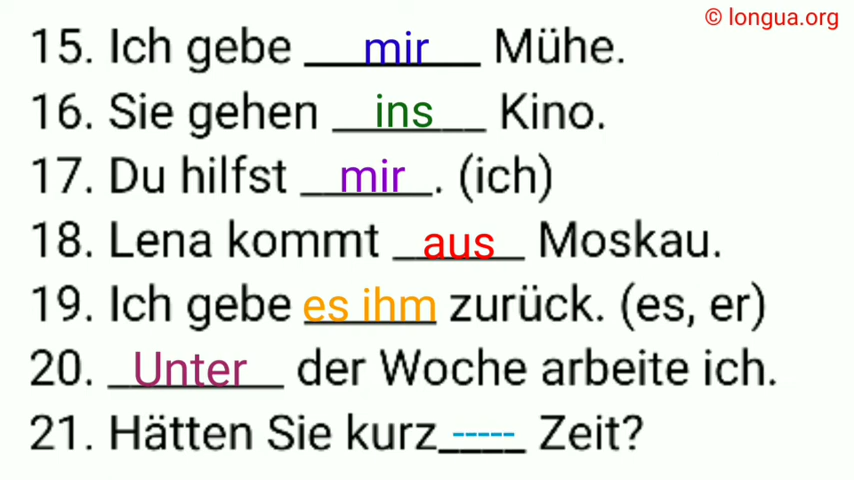 © longua.org
15. Ich gebe mir Mühe.
16. Sie gehen ins Kino.
17. Du hilfst mir. (ich)
18. Lena kommt aus Moskau.
19. Ich gebe es ihm zurück. (es, er)
20. Unter der Woche arbeite ich.
21. Hätten Sie kurz ----- Zeit?